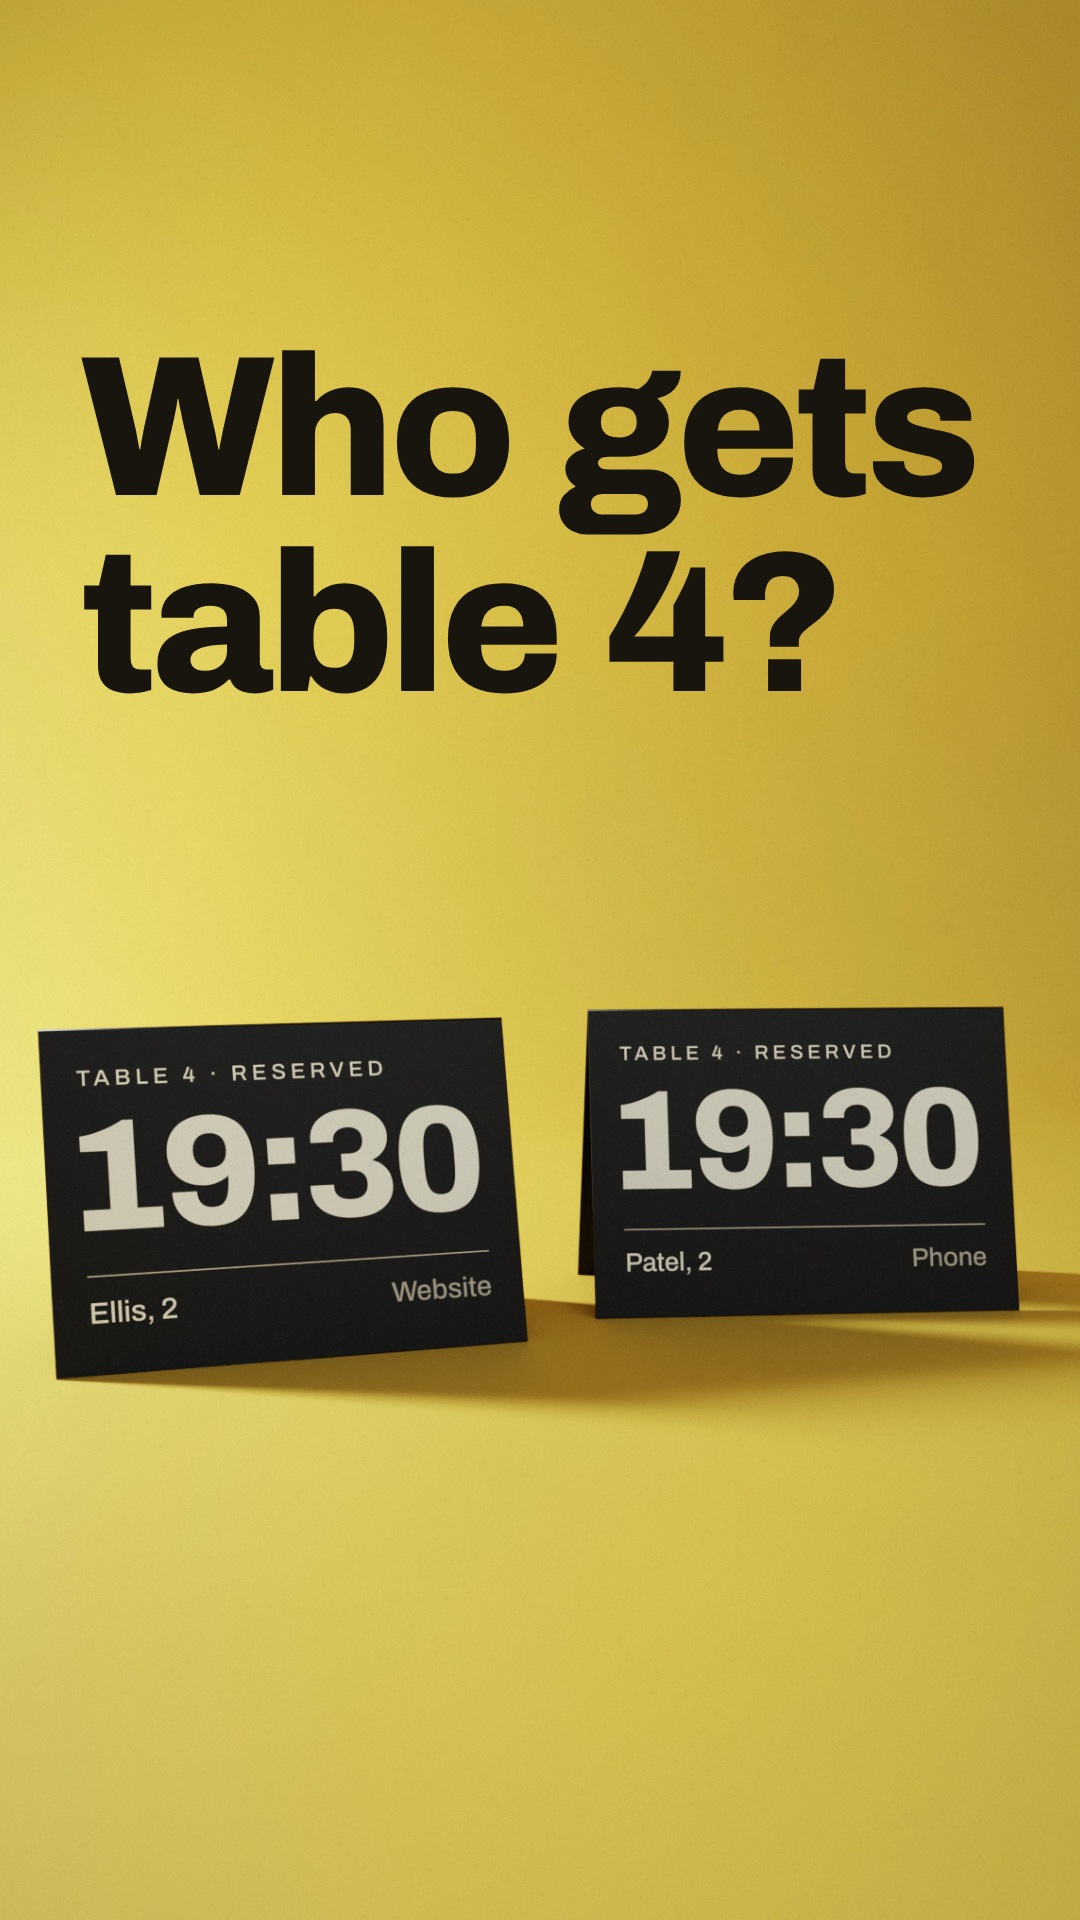 Who gets
table 4?
TABLE 4 · RESERVED
19:30
Ellis, 2
Website
TABLE 4 · RESERVED
19:30
Patel, 2
Phone